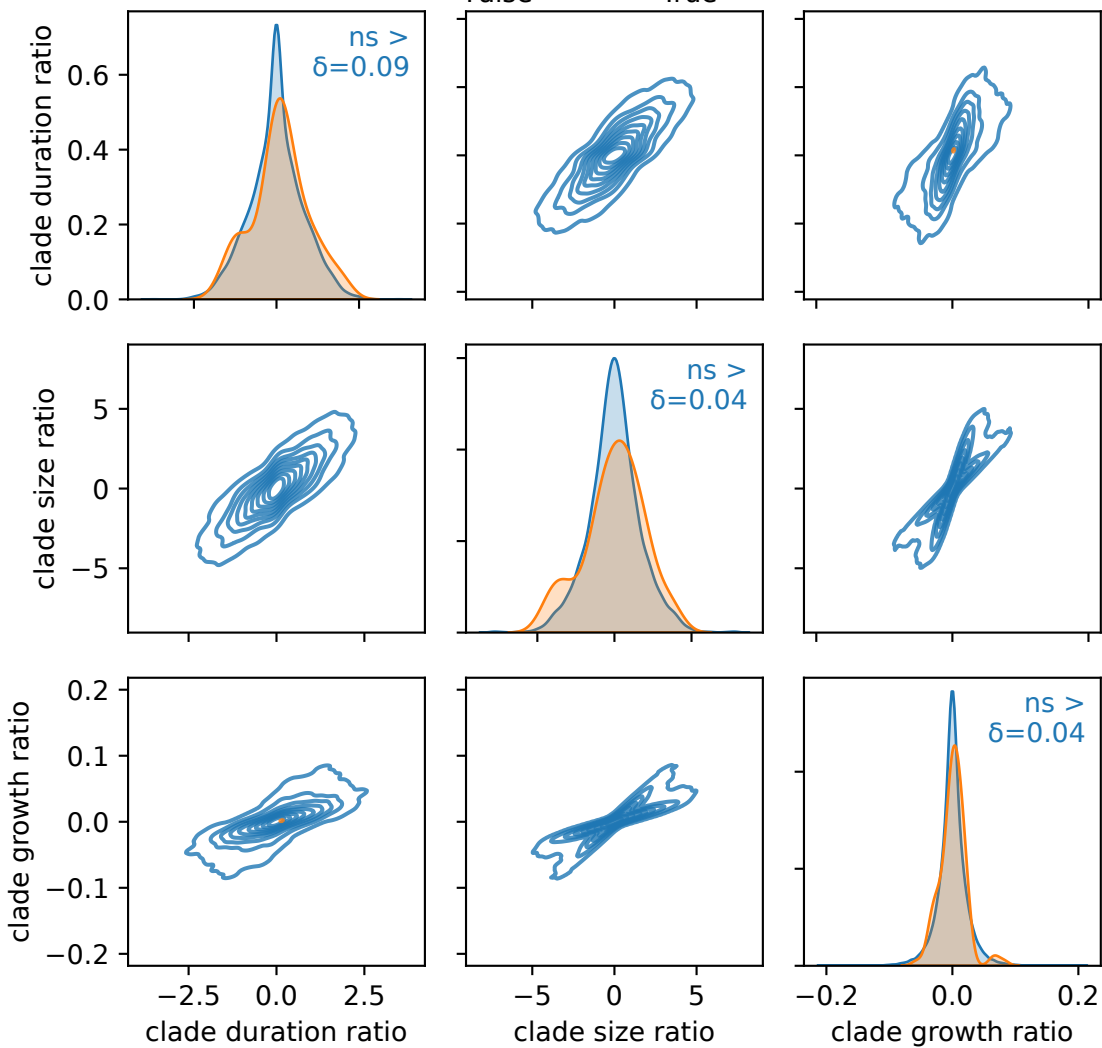 clade duration ratio
0.6
0.4
0.2
0.0
ns >
δ=0.09
clade size ratio
5
0
−5
ns >
δ=0.04
clade growth ratio
0.2
0.1
0.0
−0.1
−0.2
ns >
δ=0.04
−2.5 0.0 2.5
−5 0 5
−0.2 0.0 0.2
clade duration ratio
clade size ratio
clade growth ratio